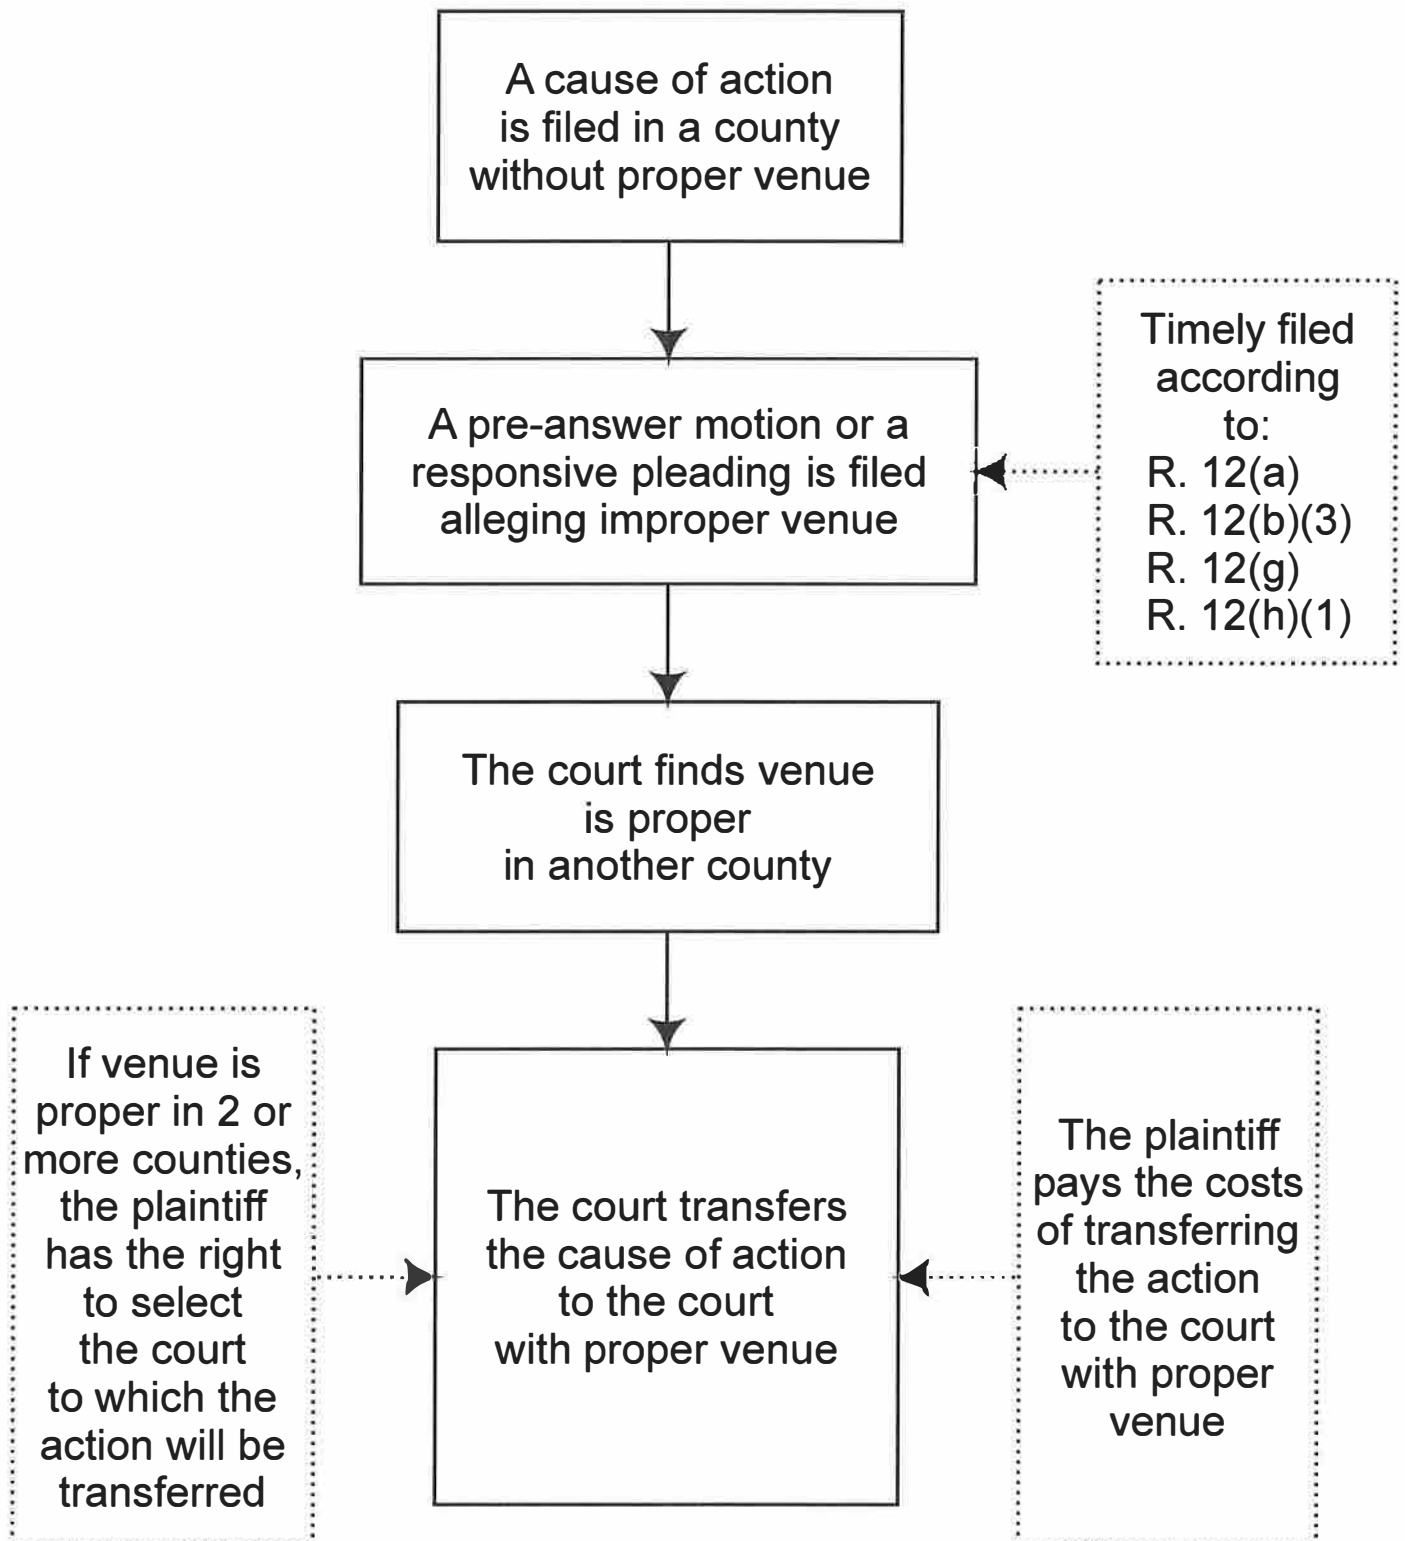 A cause of action
is filed in a county
without proper venue
A pre-answer motion or a
responsive pleading is filed
alleging improper venue
Timely filed
according
to:
R. 12(a)
R. 12(b)(3)
R. 12(g)
R. 12(h)(1)
The court finds venue
is proper
in another county
If venue is
proper in 2 or
more counties,
the plaintiff
has the right
to select
the court
to which the
action will be
transferred
The court transfers
the cause of action
to the court
with proper venue
The plaintiff
pays the costs
of transferring
the action
to the court
with proper
venue